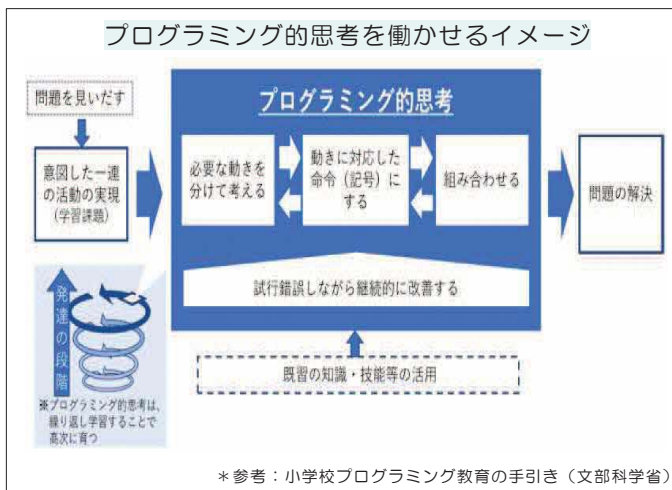 プログラミング的思考を働かせるイメージ
問題を見いだす
意図した一連
の活動の実現
(学習課題)
プログラミング的思考
必要な動きを
分けて考える
動きに対応した
命令（記号）に
する
組み合わせる
試行錯誤しながら継続的に改善する
問題の解決
既習の知識・技能等の活用
発達の段階
※プログラミング的思考は、
繰り返し学習することで
高次に育つ
＊参考：小学校プログラミング教育の手引き（文部科学省）